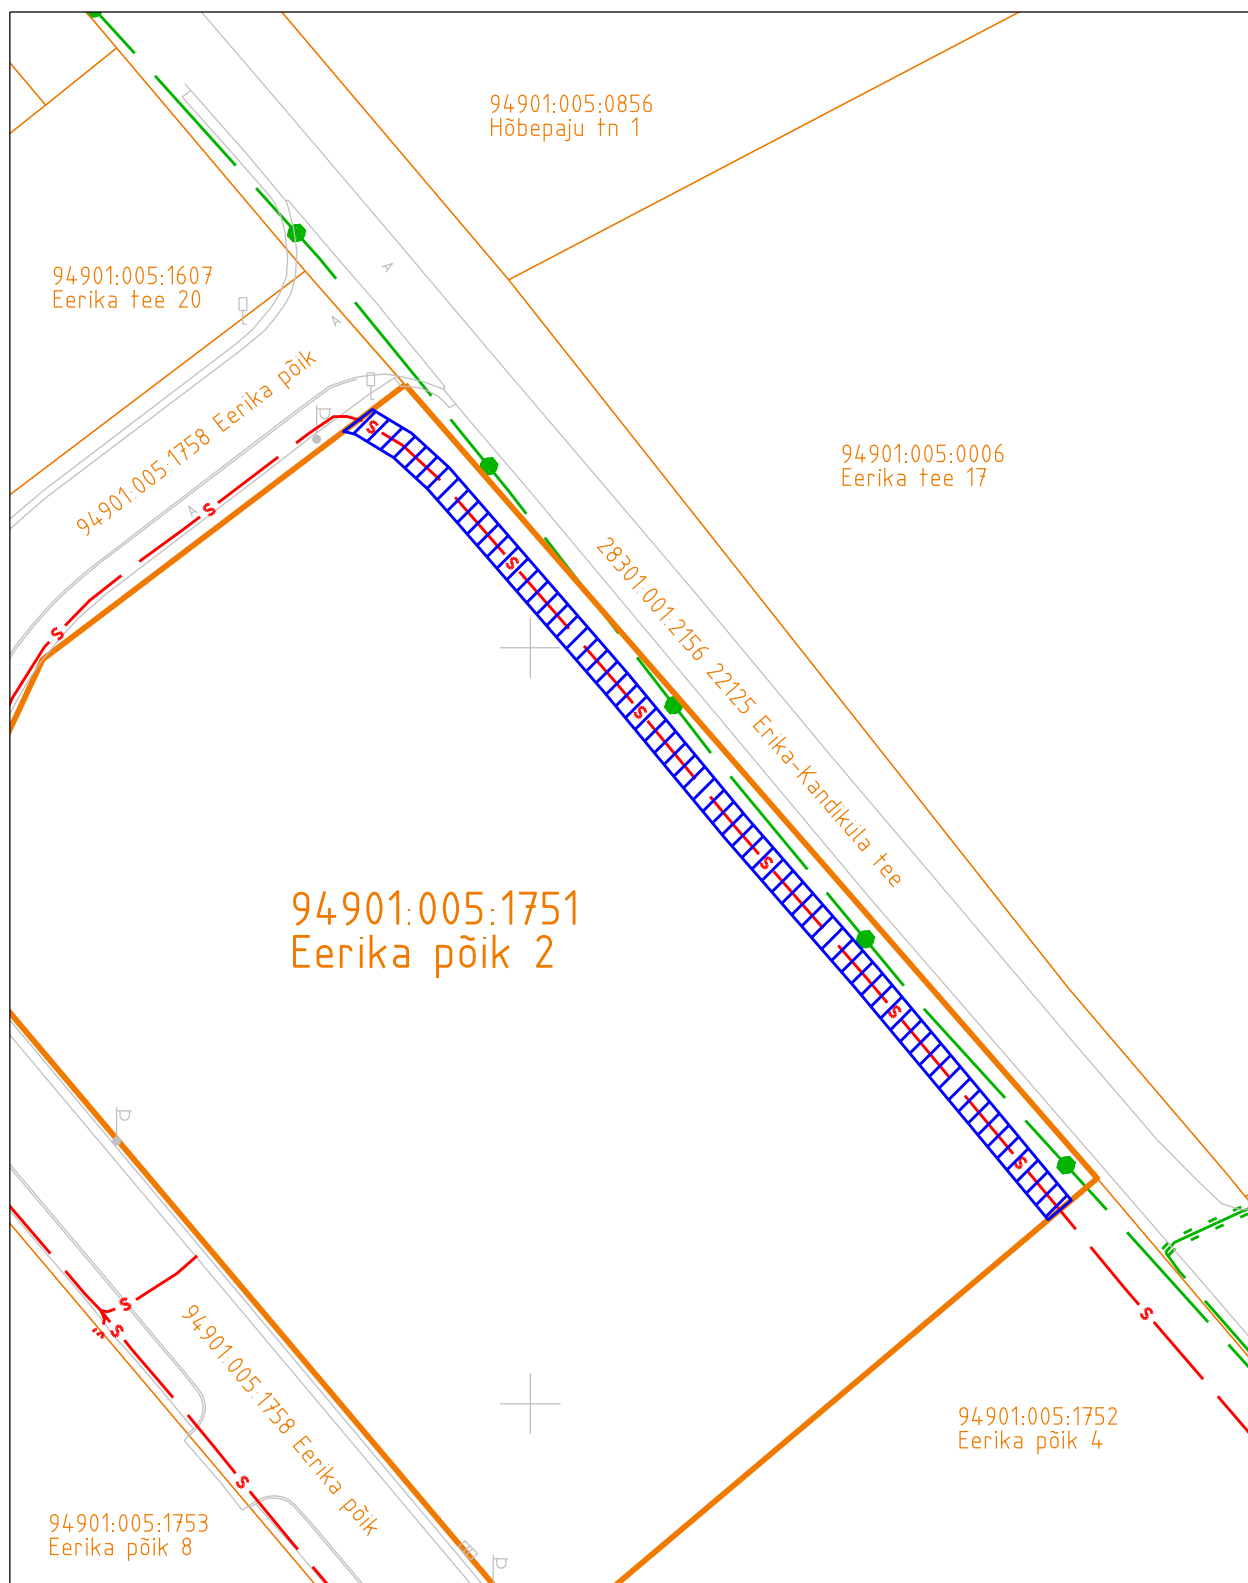 94901:005:0856
Hõbepaju tn 1
94901:005:1607
Eerika tee 20
A
A
94901:005:1758 Eerika põik
A
S
S
S
94901:005:0006
Eerika tee 17
28301:001:2156 22125 Erika-Kandiküla tee
S
S
94901:005:1751
Eerika põik 2
S
S
S
S
S
S
94901:005:1758 Eerika põik
S
94901:005:1752
Eerika põik 4
94901:005:1753
Eerika põik 8